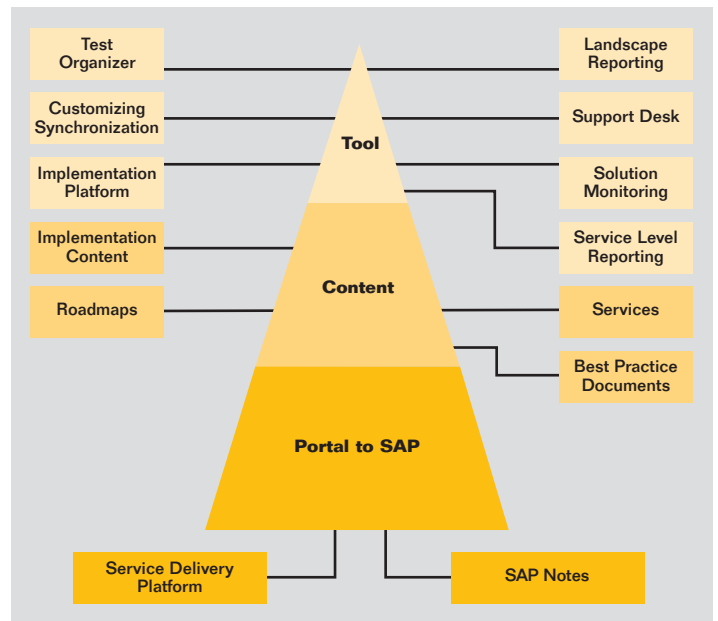 Test
Organizer
Landscape
Reporting
Customizing
Synchronization
Support Desk
Tool
Implementation
Platform
Solution
Monitoring
Implementation
Content
Service Level
Reporting
Content
Roadmaps
Services
Best Practice
Documents
Portal to SAP
Service Delivery
Platform
SAP Notes